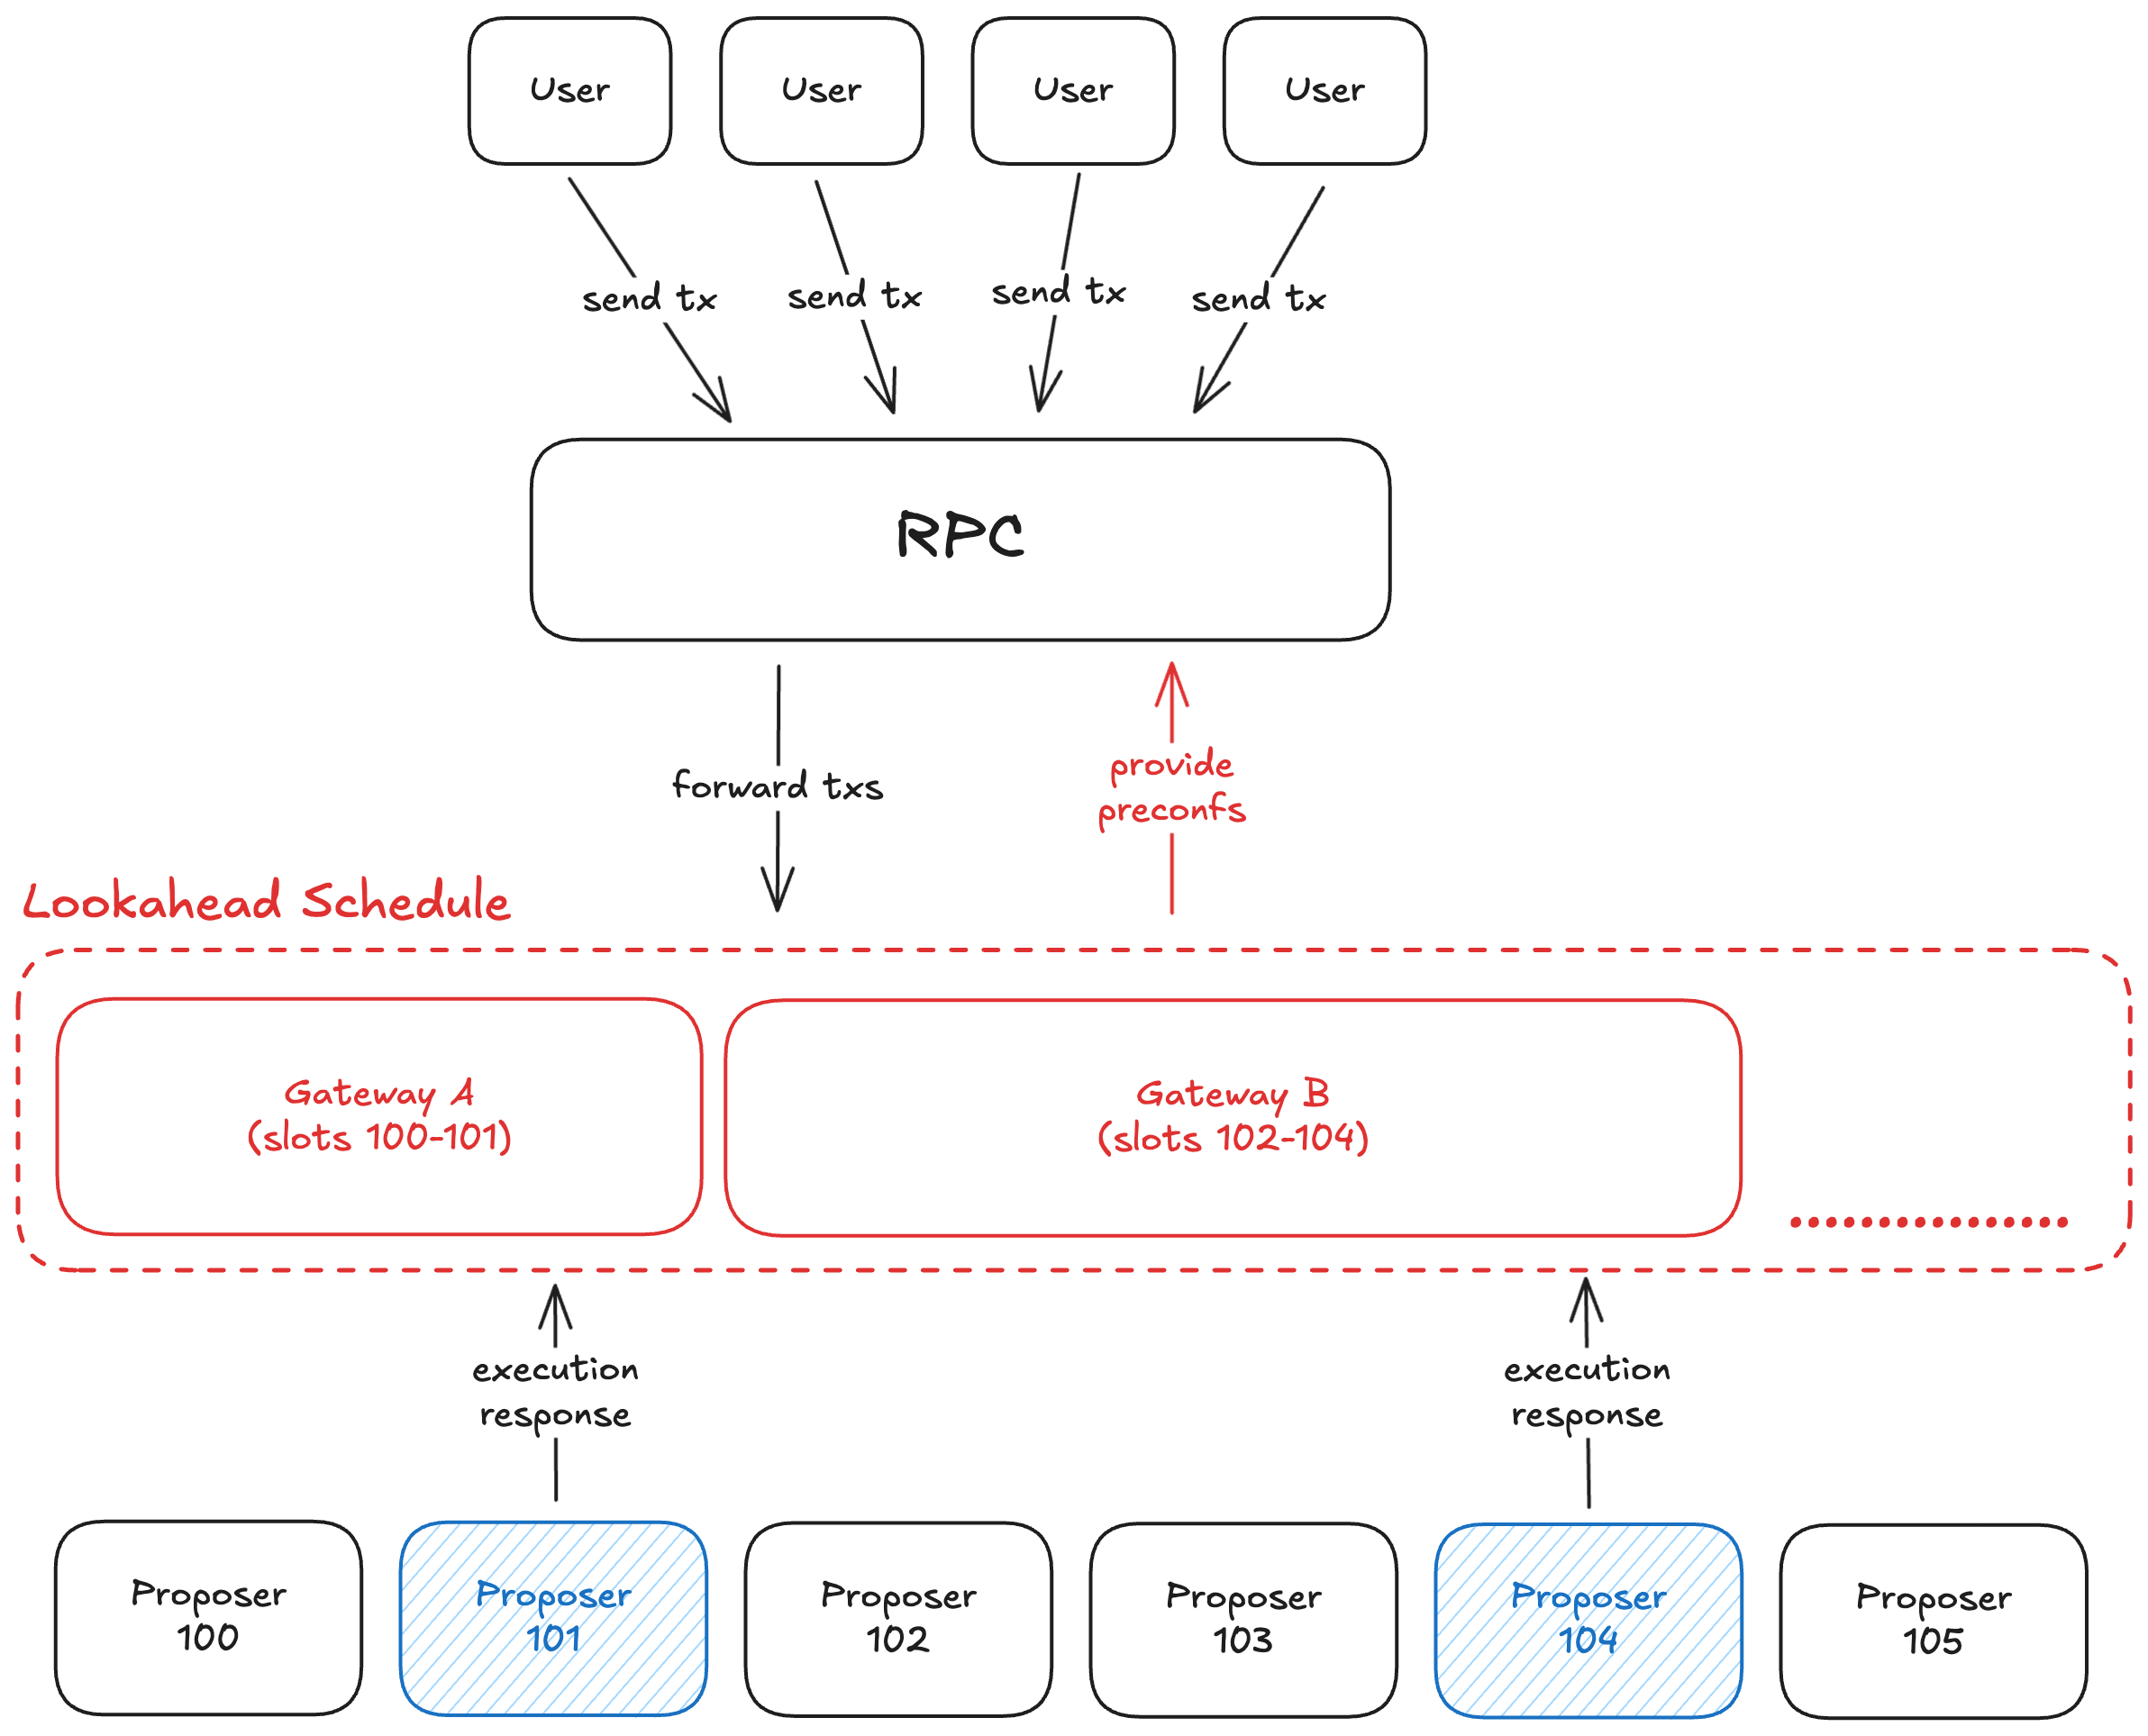 User
User
User
User
send tx
send tx
send tx
send tx
RPC
forward txs
provide
preconfs
Lookahead Schedule
Gateway A
(slots 100-101)
Gateway B
(slots 102-104)
execution
response
execution
response
Proposer
100
Proposer
101
Proposer
102
Proposer
103
Proposer
104
Proposer
105